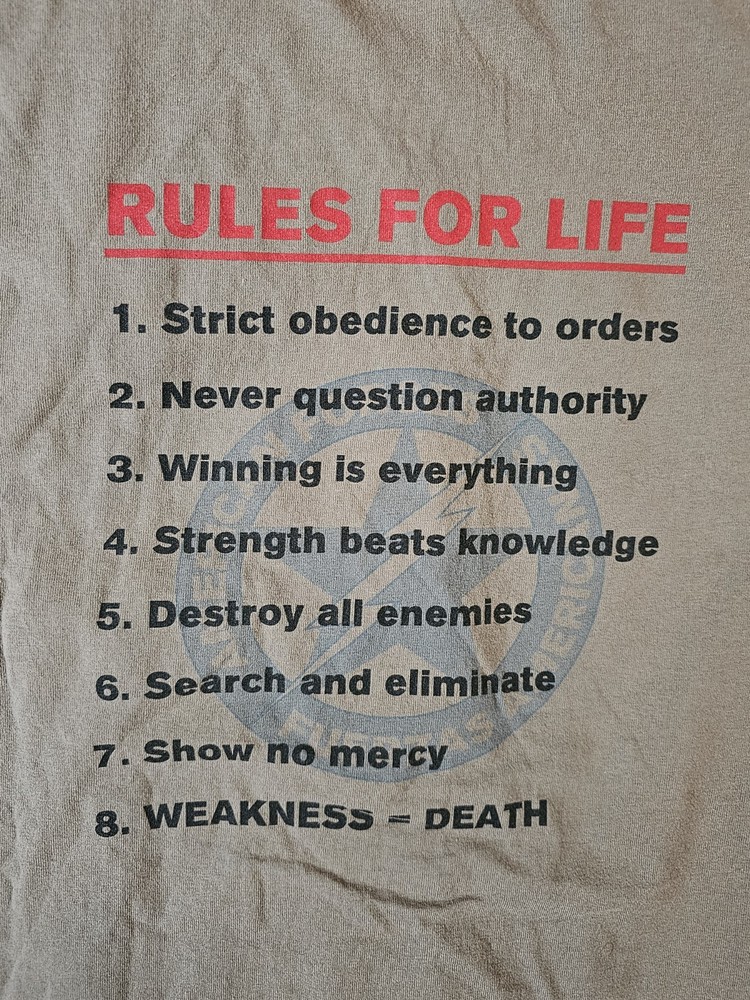 RULES FOR LIFE
1. Strict obedience to orders
2. Never question authority
3. Winning is everything
4. Strength beats knowledge
5. Destroy all enemies
6. Search and eliminate
7. Show no mercy
8. WEAKNESS = DEATH